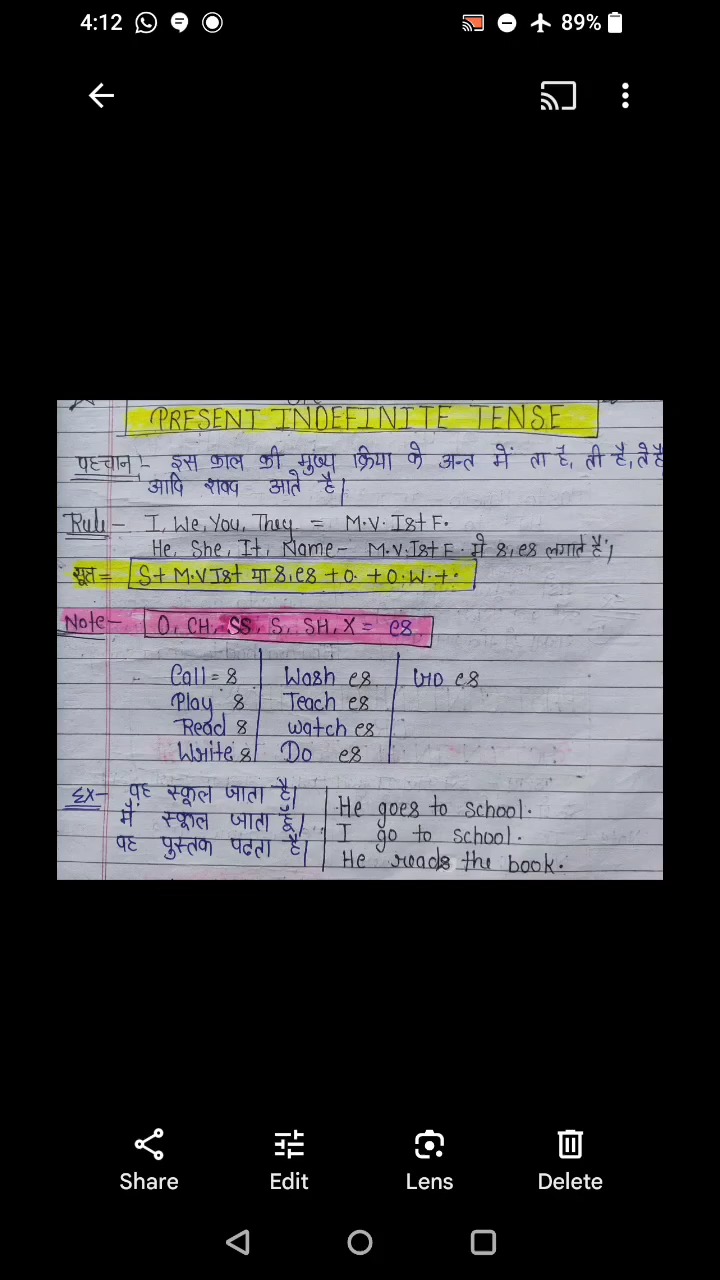 4:12 89%
PRESENT INDEFINITE TENSE
पहचान :- इस काल की मुख्य क्रिया के अन्त में ता है, ती है, ते है
आदि शब्द आते है।
Rule - I, We, You, They = M.V. Ist F.
He, She, It, Name - M.V. Ist F. में s, es लगाते हैं।
सूत्र = S + M.V Ist या s, es + O. + O.W. + .
Note - O, CH, SS, S, SH, X = es
Call = s Wash es Go es
Play s Teach es
Read s Watch es
Write s Do es
Ex - वह स्कूल जाता है। He goes to school.
मैं स्कूल जाता हूँ। I go to school.
वह पुस्तक पढता है। He reads the book.
Share Edit Lens Delete